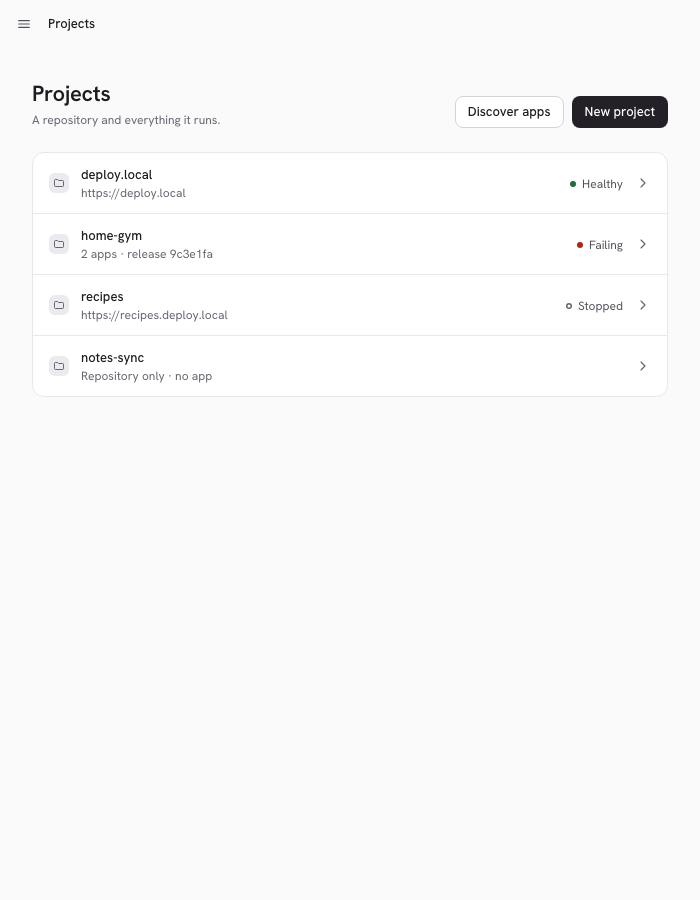 Projects
Projects
A repository and everything it runs.
Discover apps
New project
deploy.local
https://deploy.local
Healthy
home-gym
2 apps · release 9c3e1fa
Failing
recipes
https://recipes.deploy.local
Stopped
notes-sync
Repository only · no app